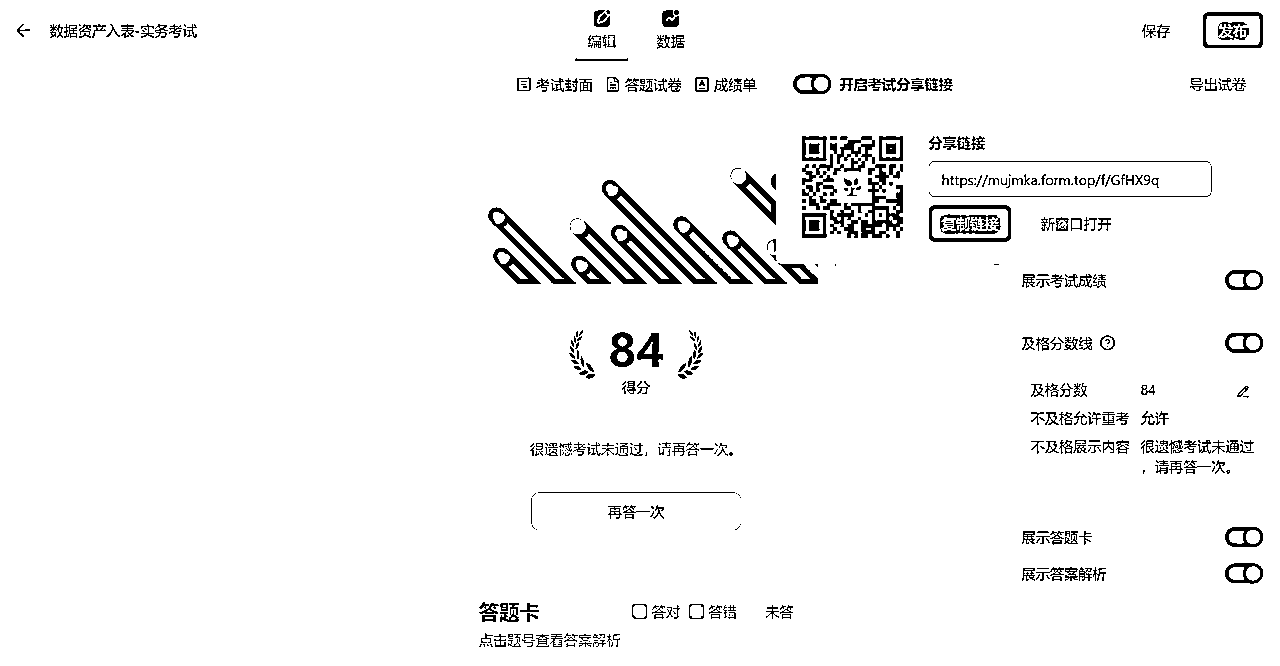 数据资产入表-实务考试
编辑
数据
保存
发布
考试封面 答题试卷 成绩单 开启考试分享链接
导出试卷
分享链接
https://mujmka.form.top/f/GfHX9q
复制链接 新窗口打开
展示考试成绩
84
得分
及格分数线
及格分数 84
不及格允许重考 允许
不及格展示内容 很遗憾考试未通过
，请再答一次。
很遗憾考试未通过，请再答一次。
再答一次
展示答题卡
展示答案解析
答题卡 答对 答错 未答
点击题号查看答案解析